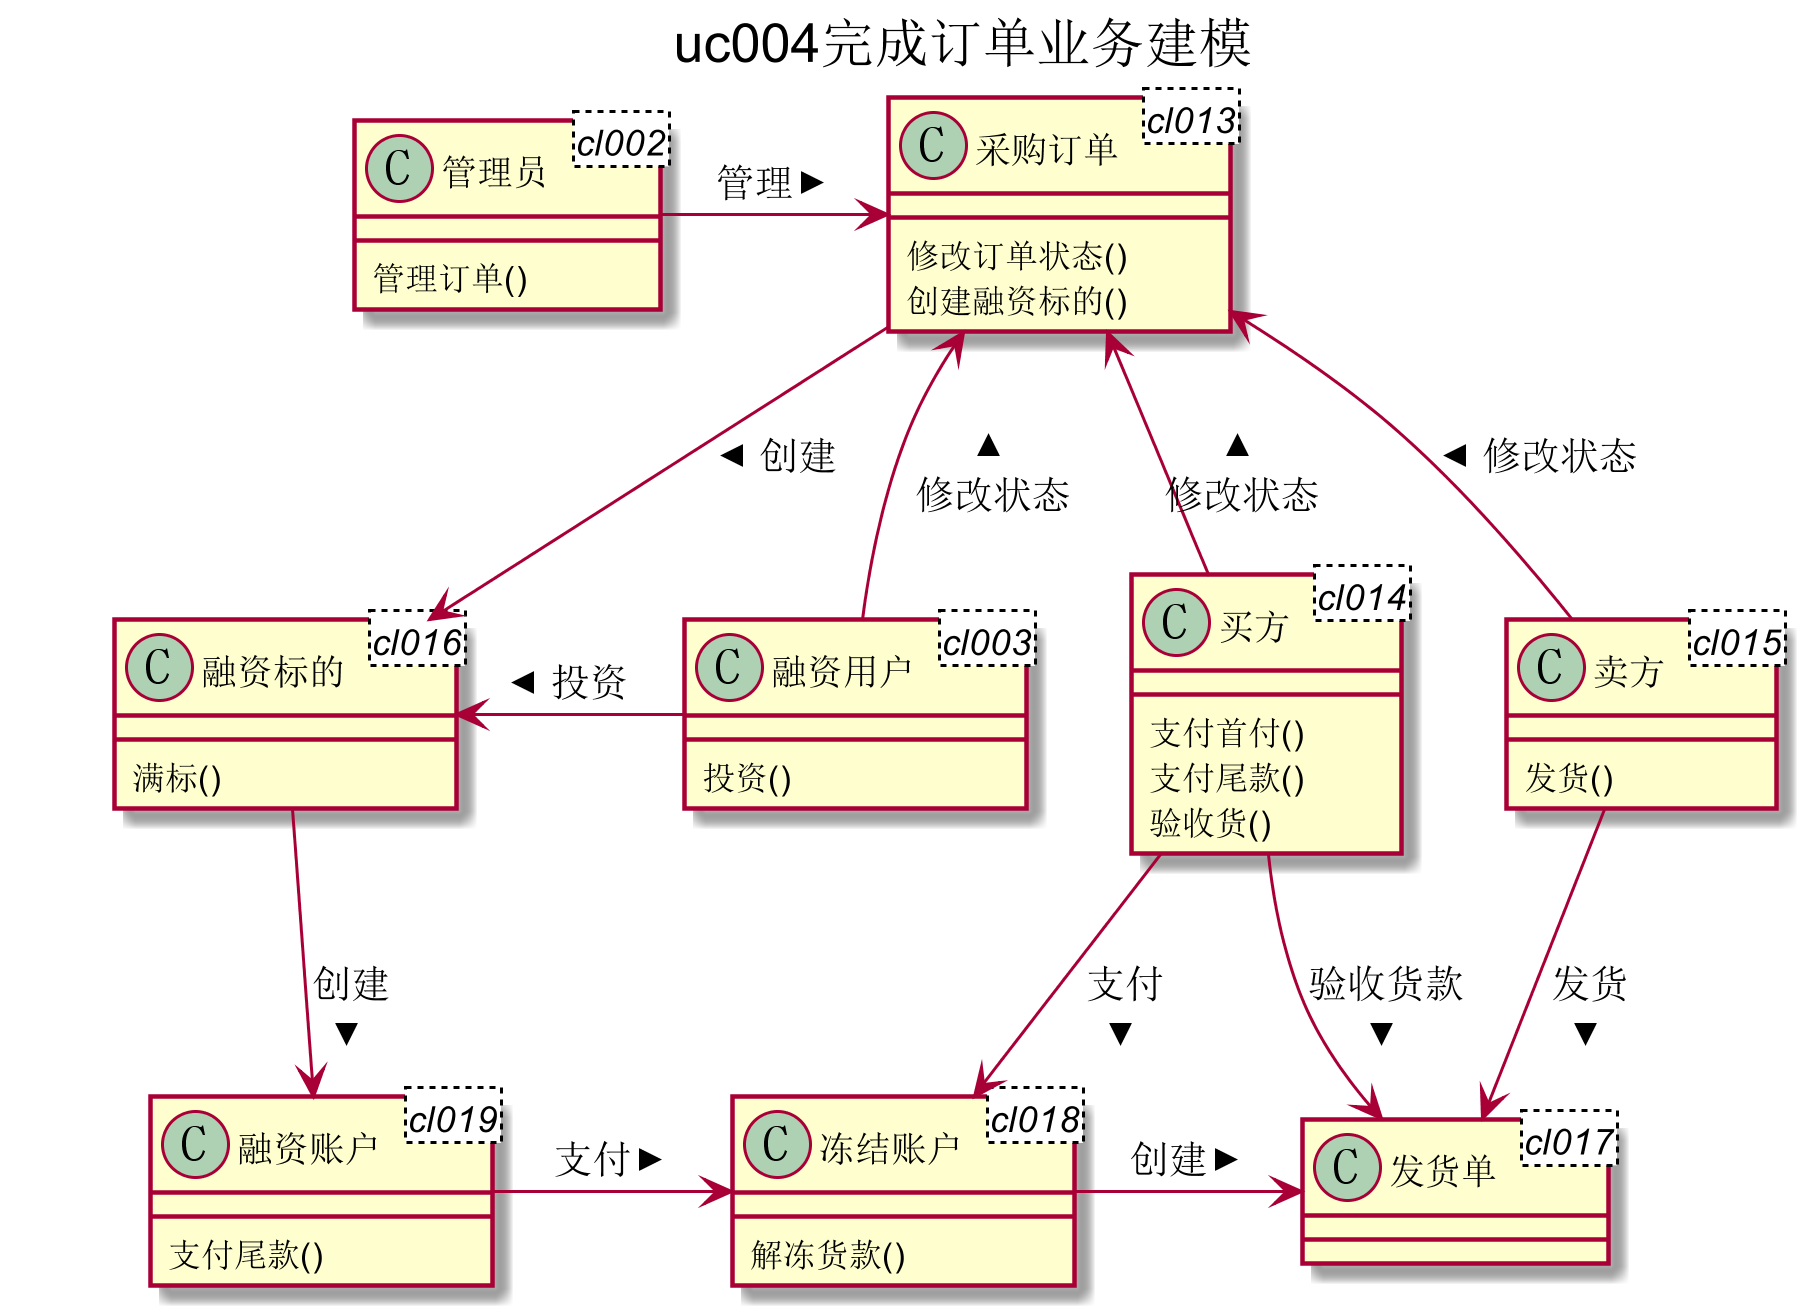 uc004完成订单业务建模
cl002
C 管理员
管理订单()
管理
cl013
C 采购订单
修改订单状态()
创建融资标的()
创建
修改状态
修改状态
修改状态
cl016
C 融资标的
满标()
投资
cl003
C 融资用户
投资()
cl014
C 买方
支付首付()
支付尾款()
验收货()
cl015
C 卖方
发货()
创建
支付
验收货款
发货
cl019
C 融资账户
支付尾款()
支付
cl018
C 冻结账户
解冻货款()
创建
cl017
C 发货单